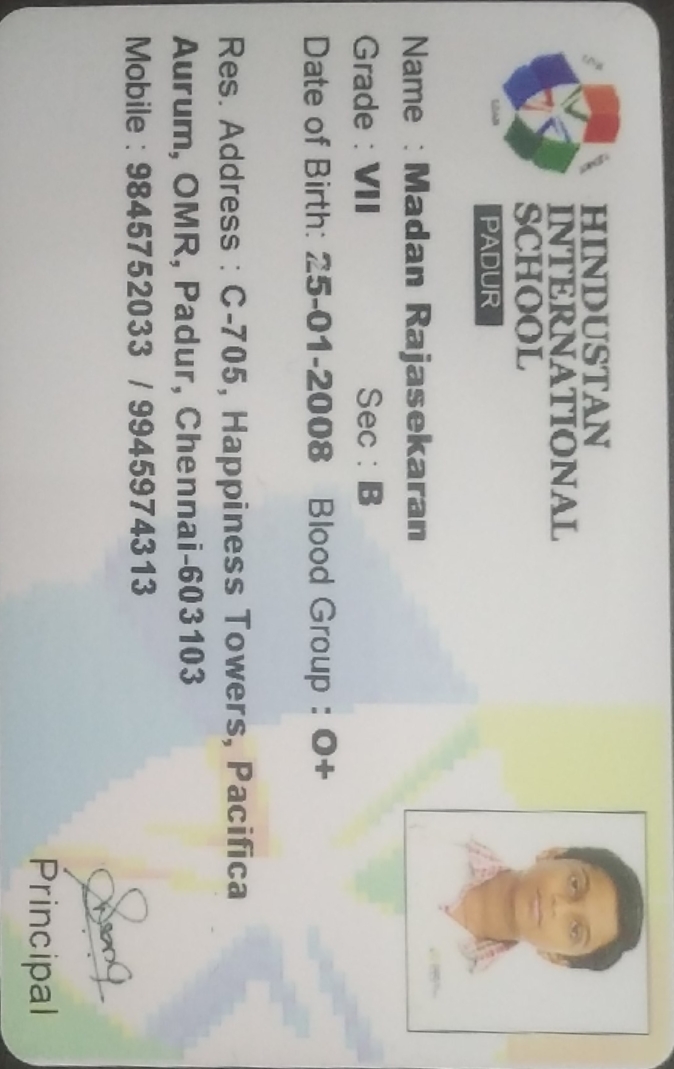 HINDUSTAN
INTERNATIONAL
SCHOOL
PADUR
Name : Madan Rajasekaran
Grade : VII Sec : B
Date of Birth: 25-01-2008 Blood Group : O+
Res. Address : C-705, Happiness Towers, Pacifica
Aurum, OMR, Padur, Chennai-603103
Mobile : 9845752033 / 9945974313
Principal